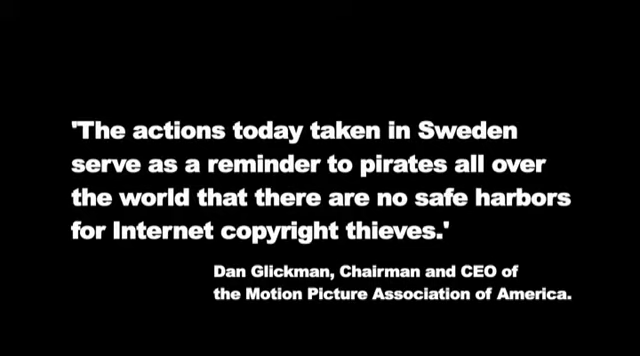 'The actions today taken in Sweden
serve as a reminder to pirates all over
the world that there are no safe harbors
for Internet copyright thieves.'
Dan Glickman, Chairman and CEO of
the Motion Picture Association of America.